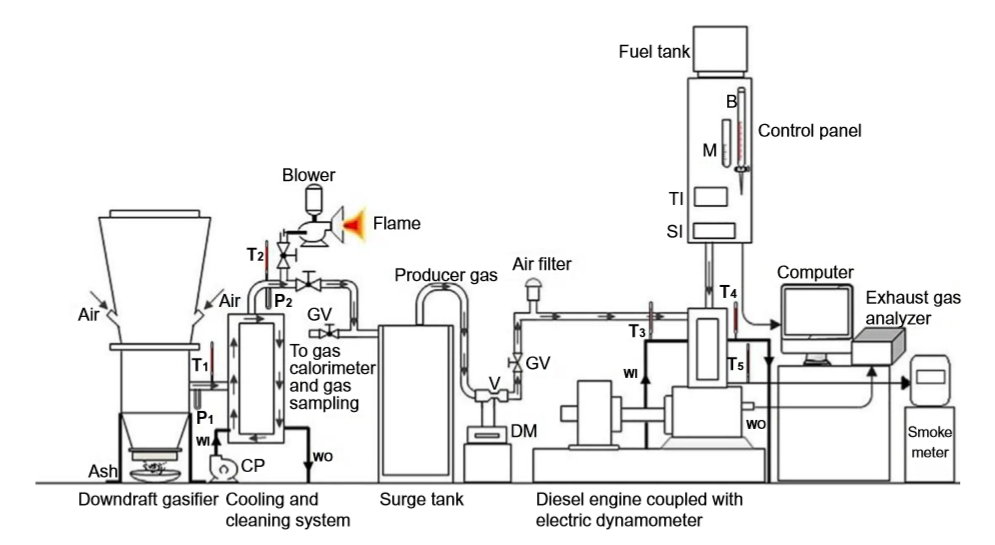 Fuel tank
B
Control panel
M
TI
SI
Blower
Flame
T2
P2
Air
Air
GV
To gas
calorimeter
and gas
sampling
Producer gas
Air filter
T3
T4
T5
Computer
Exhaust gas
analyzer
T1
P1
WI
CP
WO
V
GV
DM
WI
WO
Smoke
meter
Ash
Downdraft gasifier
Cooling and
cleaning system
Surge tank
Diesel engine coupled with
electric dynamometer